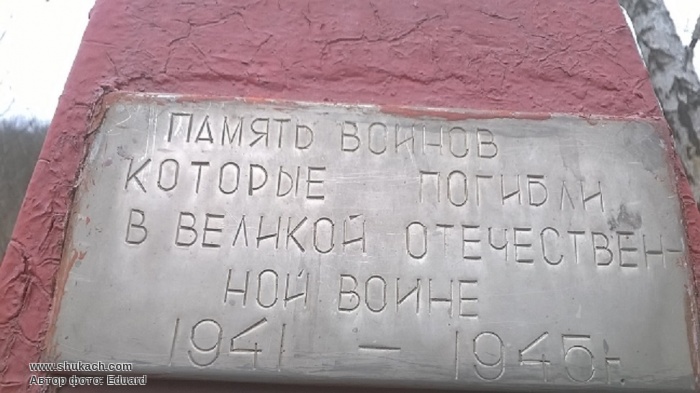 ПАМЯТЬ ВОИНОВ
КОТОРЫЕ ПОГИБЛИ
В ВЕЛИКОЙ ОТЕЧЕСТВЕН-
НОЙ ВОИНЕ
1941 – 1945г.
www.shukach.com
Автор фото: Eduard